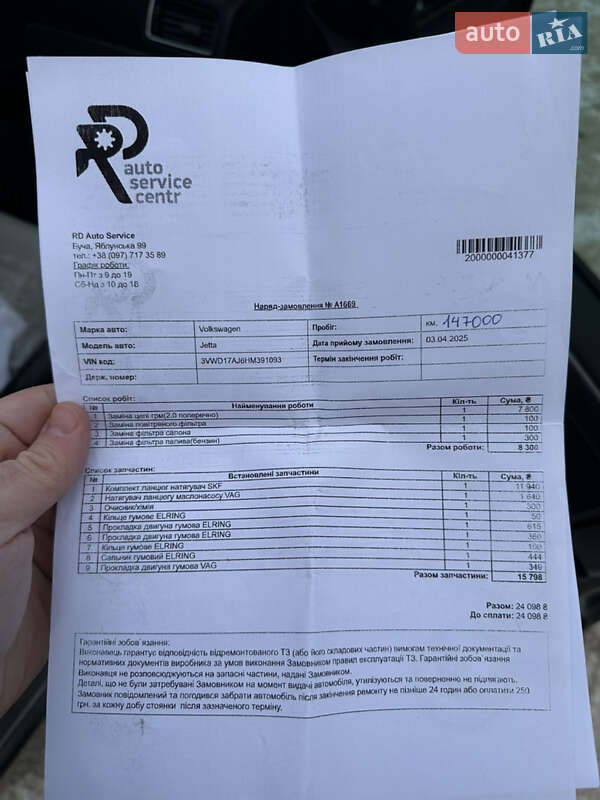 auto RIA .com
RD
auto
service
centr
RD Auto Service
Буча, Яблунська 99
тел.: +38 (097) 717 35 89
Графік роботи:
Пн-Пт з 9 до 19
Сб-Нд з 10 до 18
2000000041377
Наряд-замовлення № А1669
Марка авто: Volkswagen Пробіг: км. 147000
Модель авто: Jetta Дата прийому замовлення: 03.04.2025
VIN код: 3VWD17AJ6HM391093 Термін закінчення робіт:
Держ. номер:
Список робіт:
№ Найменування роботи Кіл-ть Сума, ₴
1 Заміна цепі грм(2.0 поперечно) 1 7 800
2 Заміна повітряного фільтра 1 100
3 Заміна фільтра салона 1 100
4 Заміна фільтра палива(бензин) 1 300
Разом роботи: 8 300
Список запчастин:
№ Встановлені запчастини Кіл-ть Сума, ₴
1 Комплект ланцюг натягувач SKF 1 11 940
2 Натягувач ланцюгу маслонасосу VAG 1 1 640
3 Очисник/хімія 1 300
4 Кільце гумове ELRING 1 50
5 Прокладка двигуна гумова ELRING 1 615
6 Прокладка двигуна гумова ELRING 1 360
7 Кільце гумове ELRING 1 100
8 Сальник гумовий ELRING 1 444
9 Прокладка двигуна гумова VAG 1 349
Разом запчастини: 15 798
Разом: 24 098 ₴
До сплати: 24 098 ₴
Гарантійні зобов`язання:
Виконавець гарантує відповідність відремонтованого ТЗ (або його складових частин) вимогам технічної документації та
нормативних документів виробника за умов виконання Замовником правил експлуатації ТЗ. Гарантійні зобов`язання
Виконавця не розповсюджуються на запасні частини, надані Замовником.
Деталі, що не були затребувані Замовником на момент видачі автомобіля, утилізуються та поверненню не підлягають.
Замовник повідомлений та погодився забрати автомобіль після закінчення ремонту не пізніше 24 годин або оплатити 250
грн. за кожну добу стоянки після зазначеного терміну.